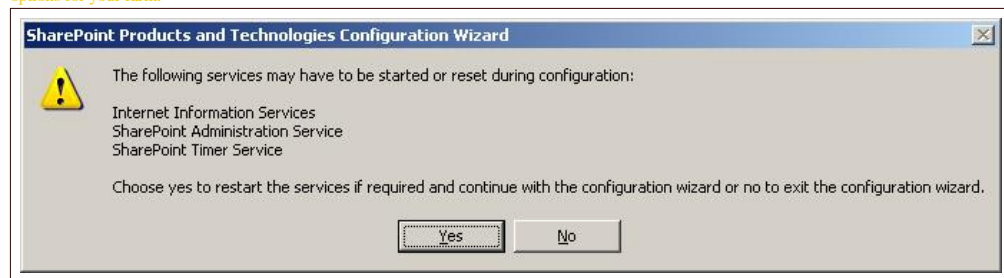 SharePoint Products and Technologies Configuration Wizard
The following services may have to be started or reset during configuration:
Internet Information Services
SharePoint Administration Service
SharePoint Timer Service
Choose yes to restart the services if required and continue with the configuration wizard or no to exit the configuration wizard.
Yes
No